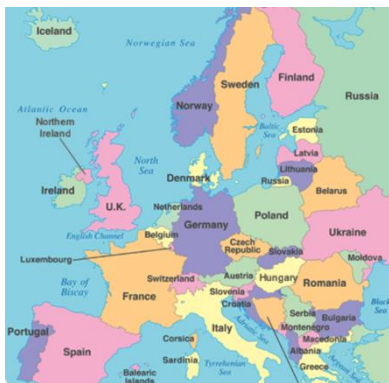 Iceland
Norwegian Sea
Finland
Sweden
Russia
Norway
Atlantic Ocean
Northern
Ireland
Baltic
Sea
Estonia
Latvia
North
Sea
Denmark
Lithuania
Russia
Ireland
Belarus
U.K.
Netherlands
Poland
Germany
English Channel
Belgium
Ukraine
Luxembourg
Czech
Republic
Slovakia
Moldova
Bay of
Biscay
Switzerland
Austria
Hungary
France
Slovenia
Romania
Croatia
Black
Sea
Serbia
Bulgaria
Portugal
Italy
Adriatic Sea
Montenegro
Spain
Corsica
Macedonia
Albania
Sardinia
Tyrrehenian
Sea
Greece
Balearic
Islands